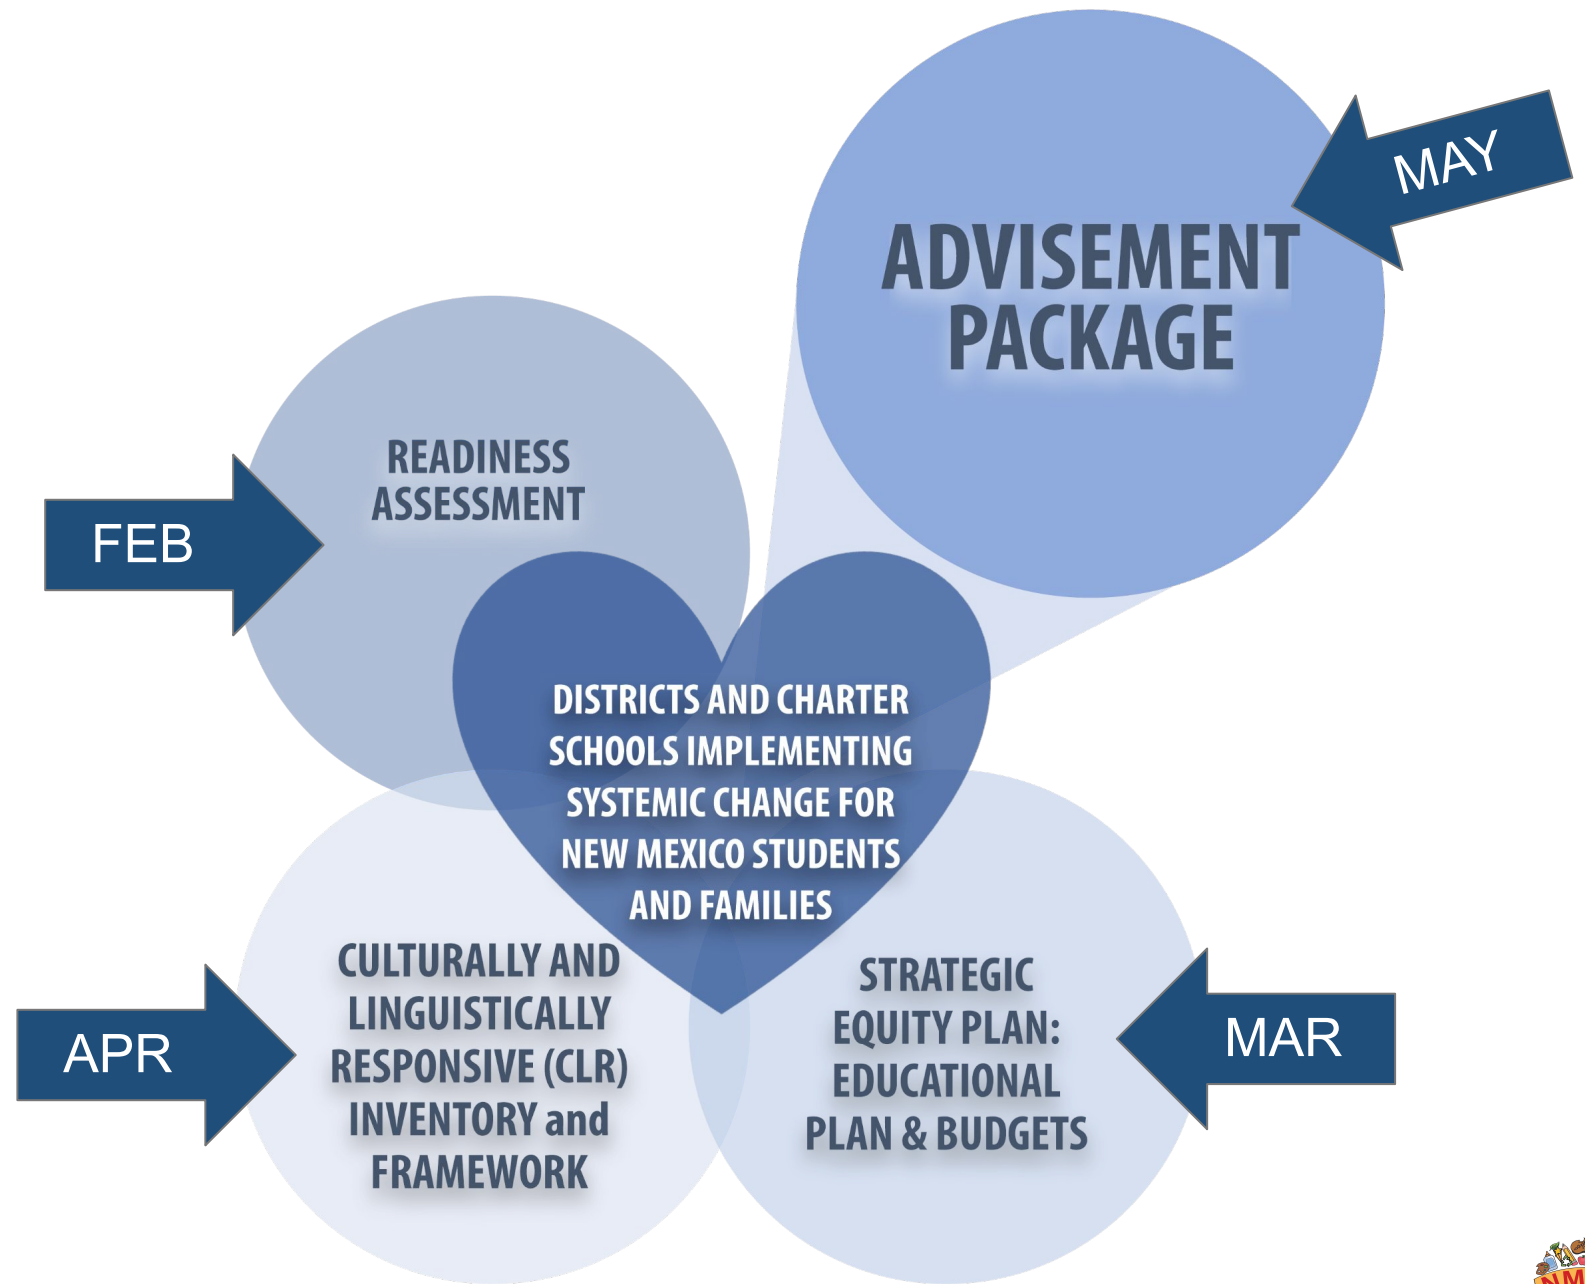 ADVISEMENT
PACKAGE
MAY
READINESS
ASSESSMENT
FEB
DISTRICTS AND CHARTER
SCHOOLS IMPLEMENTING
SYSTEMIC CHANGE FOR
NEW MEXICO STUDENTS
AND FAMILIES
CULTURALLY AND
LINGUISTICALLY
RESPONSIVE (CLR)
INVENTORY and
FRAMEWORK
APR
STRATEGIC
EQUITY PLAN:
EDUCATIONAL
PLAN & BUDGETS
MAR